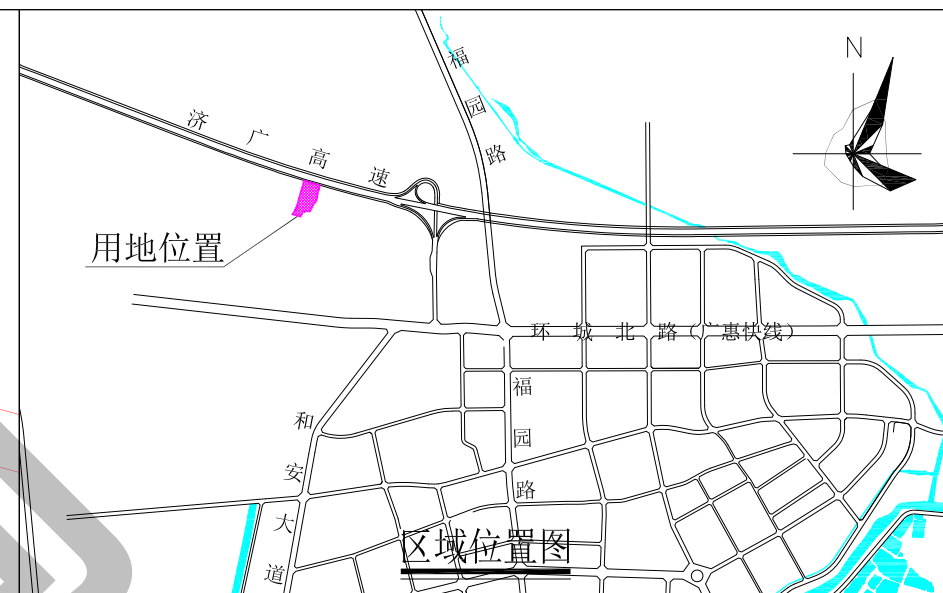 N
福园路
济广高速
用地位置
环城北路（广惠快线）
福园路
和安大道
区域位置图